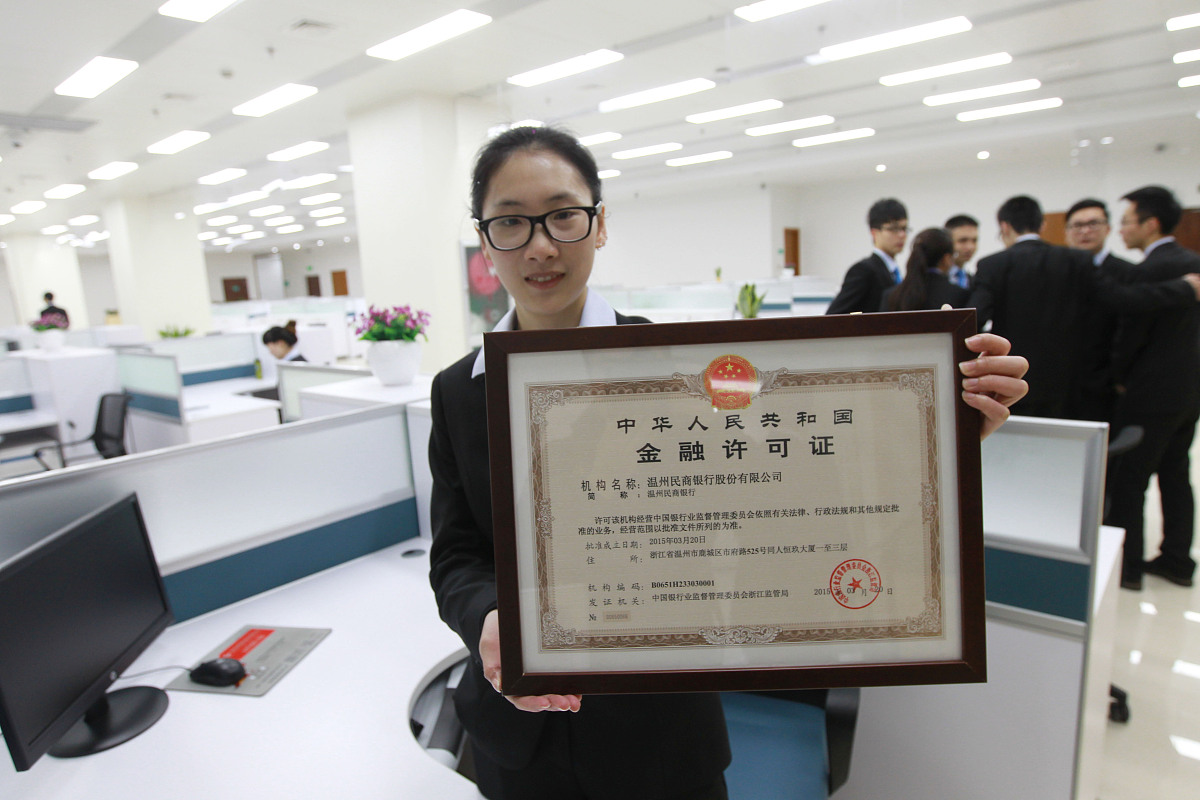 中华人民共和国
金融许可证
机构名称：温州民商银行股份有限公司
简称：温州民商银行
许可该机构经营中国银行业监督管理委员会依照有关法律、行政法规和其他规定批
准的业务，经营范围以批准文件所列的为准。
批准成立日期：2015年03月20日
住所：浙江省温州市鹿城区市府路525号同人恒玖大厦一至三层
机构编码：B0651H233030001
发证机关：中国银行业监督管理委员会浙江监管局
2015 月 日
№